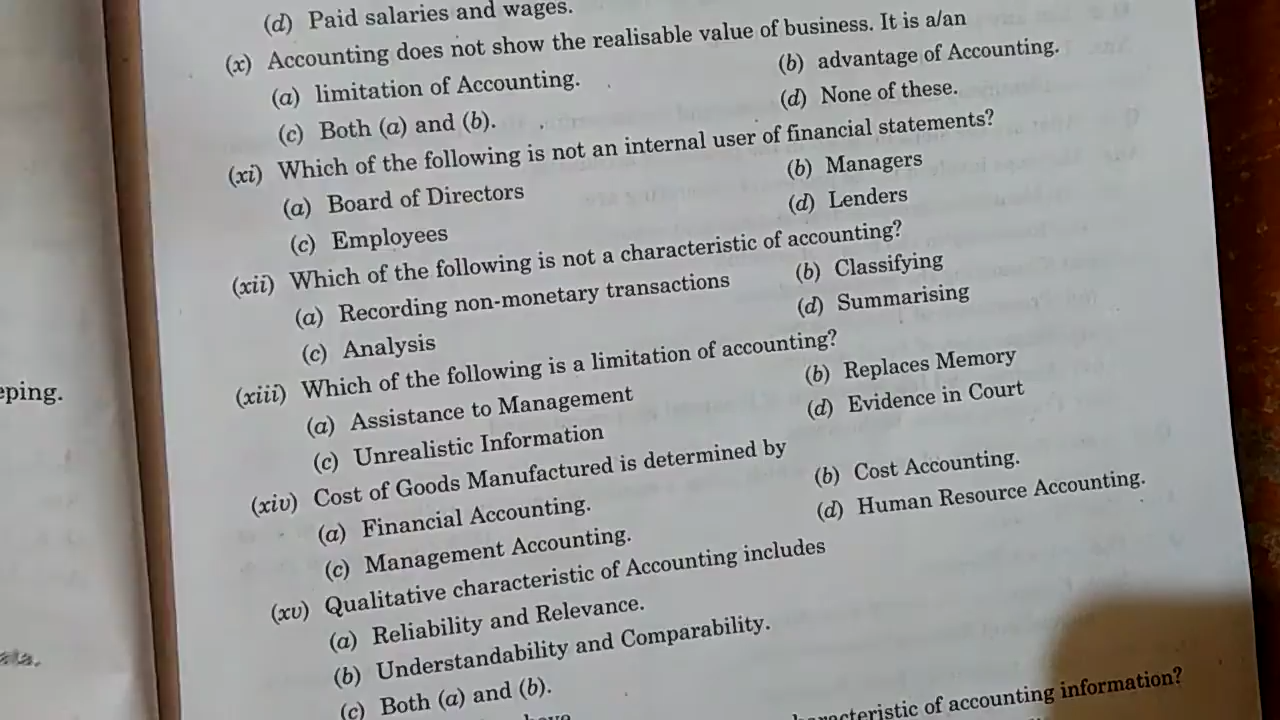 (d) Paid salaries and wages.
(x) Accounting does not show the realisable value of business. It is a/an
(a) limitation of Accounting. (b) advantage of Accounting.
(c) Both (a) and (b). (d) None of these.
(xi) Which of the following is not an internal user of financial statements?
(a) Board of Directors (b) Managers
(c) Employees (d) Lenders
(xii) Which of the following is not a characteristic of accounting?
(a) Recording non-monetary transactions (b) Classifying
(c) Analysis (d) Summarising
(xiii) Which of the following is a limitation of accounting?
(a) Assistance to Management (b) Replaces Memory
(c) Unrealistic Information (d) Evidence in Court
(xiv) Cost of Goods Manufactured is determined by
(a) Financial Accounting. (b) Cost Accounting.
(c) Management Accounting. (d) Human Resource Accounting.
(xv) Qualitative characteristic of Accounting includes
(a) Reliability and Relevance.
(b) Understandability and Comparability.
(c) Both (a) and (b).
of accounting information?